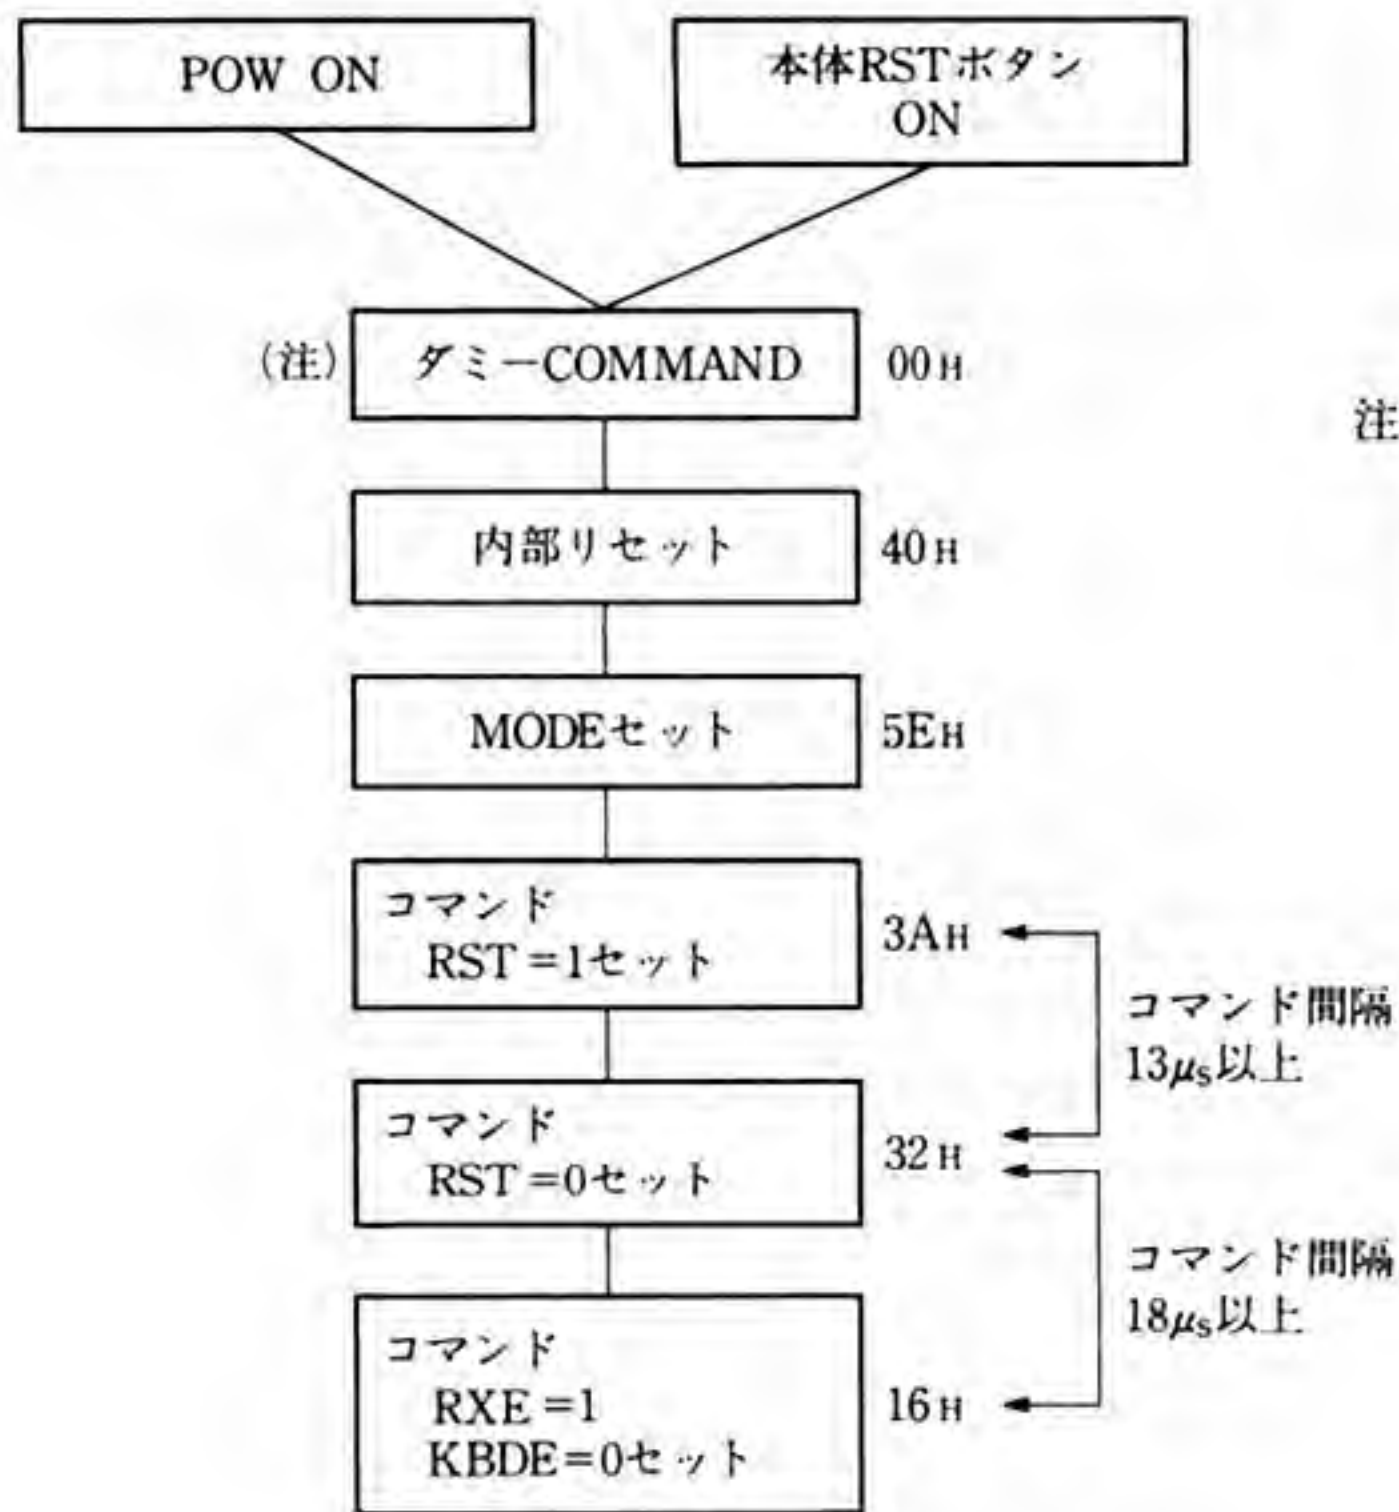 POW ON
本体RSTボタン
ON
(注)
ダミーCOMMAND
00H
注
内部リセット
40H
MODEセット
5EH
コマンド
RST=1セット
3AH
コマンド間隔
13μs以上
コマンド
RST=0セット
32H
コマンド間隔
18μs以上
コマンド
RXE=1
KBDE=0セット
16H